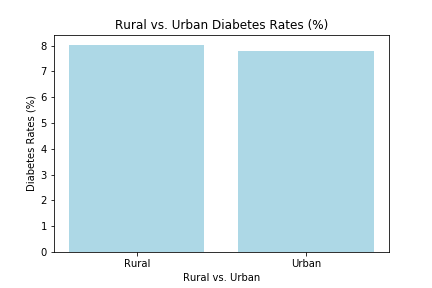 Rural vs. Urban Diabetes Rates (%)
8
7
6
5
4
3
2
1
0
Diabetes Rates (%)
Rural
Urban
Rural vs. Urban